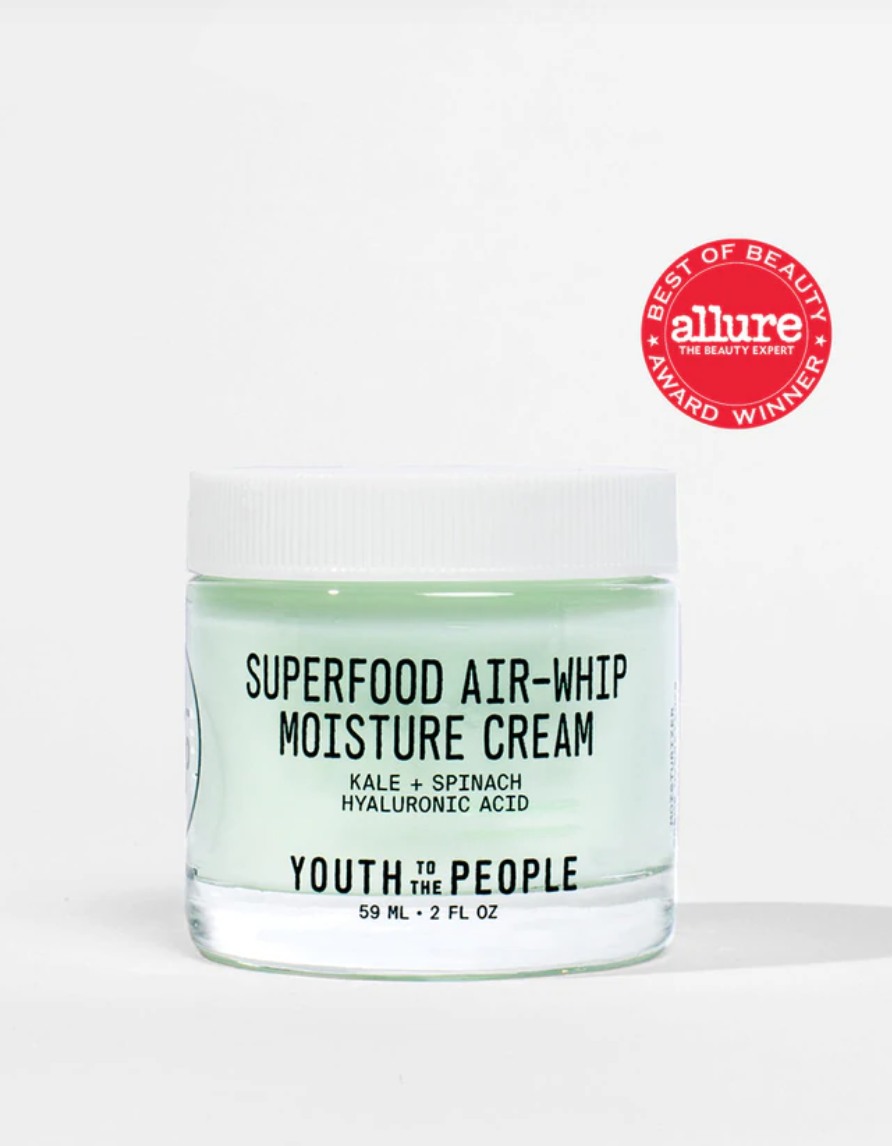 BEST OF BEAUTY
allure
THE BEAUTY EXPERT
AWARD WINNER
SUPERFOOD AIR-WHIP
MOISTURE CREAM
KALE + SPINACH
HYALURONIC ACID
YOUTH TO THE PEOPLE
59 ML • 2 FL OZ